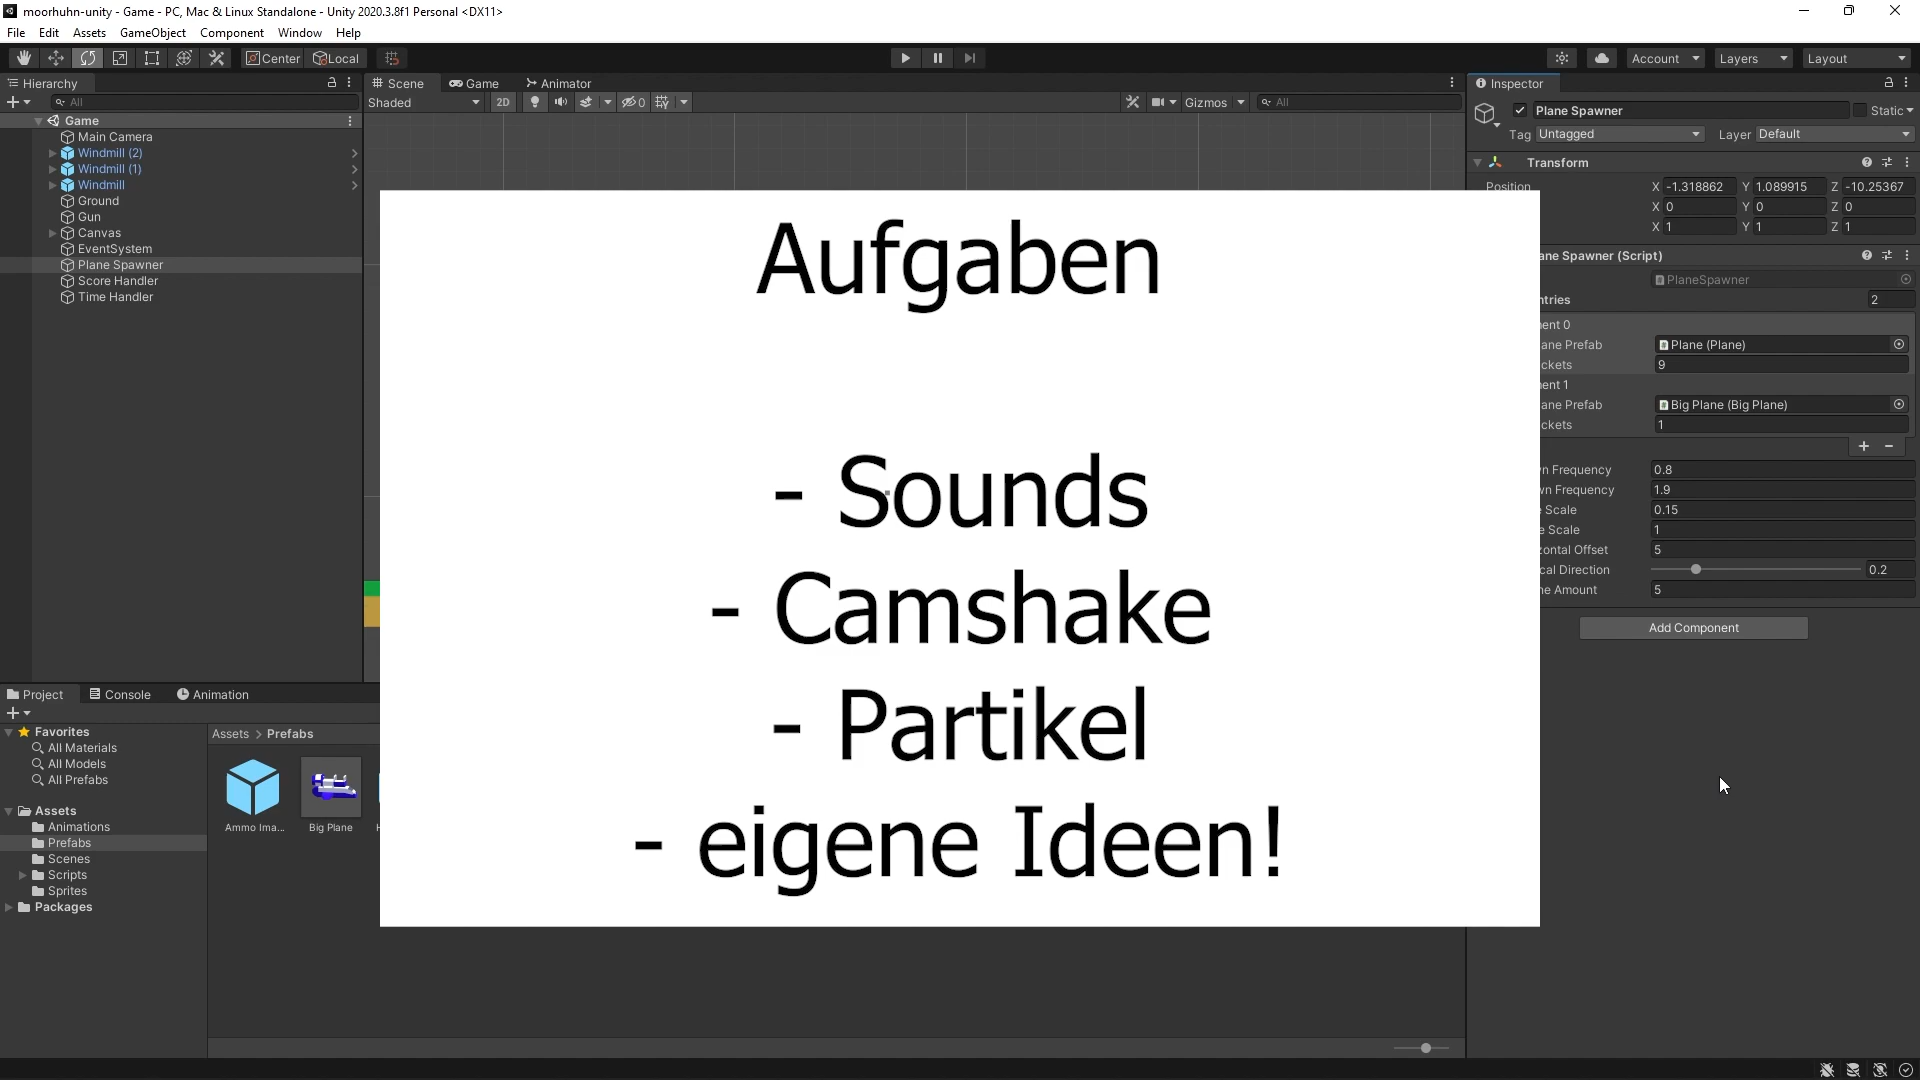 moorhuhn-unity - Game - PC, Mac & Linux Standalone - Unity 2020.3.8f1 Personal <DX11>
File Edit Assets GameObject Component Window Help
Center Local Account Layers Layout
Hierarchy
All
Game
Main Camera
Windmill (2)
Windmill (1)
Windmill
Ground
Gun
Canvas
EventSystem
Plane Spawner
Score Handler
Time Handler
Scene Game Animator
Shaded 2D 0 Gizmos All
Aufgaben
- Sounds
- Camshake
- Partikel
- eigene Ideen!
Inspector
Plane Spawner Static
Tag Untagged Layer Default
Transform
Position X -1.318862 Y 1.089915 Z -10.25367
X 0 Y 0 Z 0
X 1 Y 1 Z 1
ane Spawner (Script)
PlaneSpawner
ntries 2
ent 0
ane Prefab Plane (Plane)
ckets 9
ent 1
ane Prefab Big Plane (Big Plane)
ckets 1
+ -
n Frequency 0.8
wn Frequency 1.9
Scale 0.15
e Scale 1
zontal Offset 5
cal Direction 0.2
ne Amount 5
Add Component
Project Console Animation
Favorites
All Materials
All Models
All Prefabs
Assets
Animations
Prefabs
Scenes
Scripts
Sprites
Packages
Assets > Prefabs
Ammo Ima... Big Plane